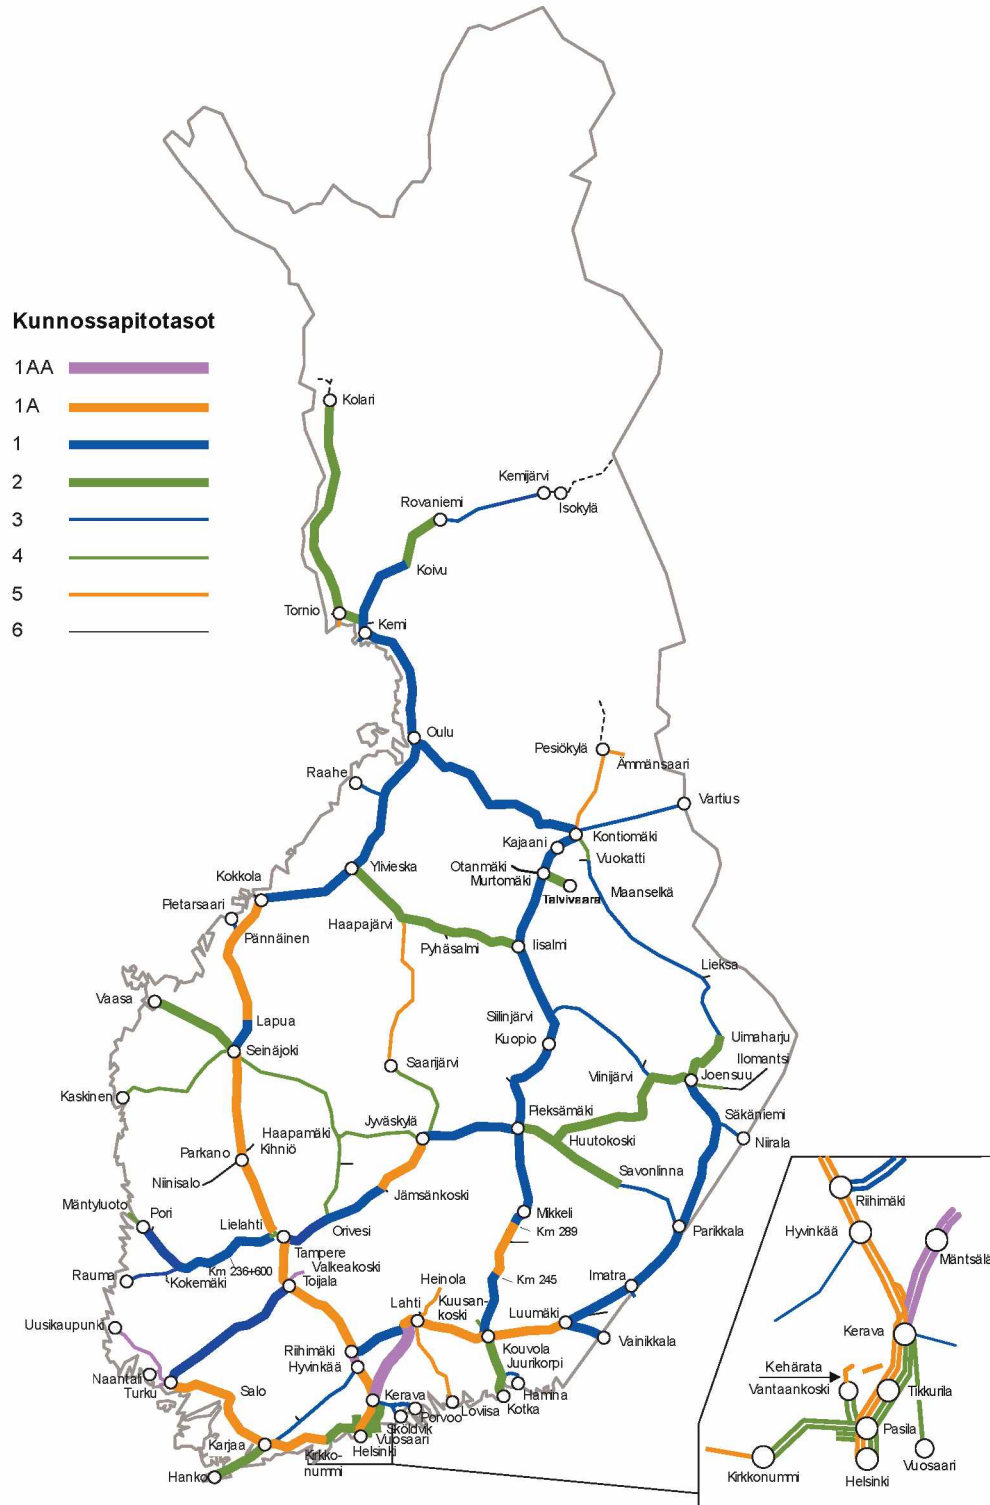 Kunnossapitotasot
1AA
1A
1
2
3
4
5
6
Kolari
Kemijärvi
Isokylä
Rovaniemi
Koivu
Tornio
Kemi
Oulu
Raahe
Pesiökylä
Ämmänsaari
Vartius
Kontiomäki
Kajaani
Vuokatti
Otanmäki
Murtomäki
Talvivaara
Maanselkä
Ylivieska
Kokkola
Pietarsaari
Pännäinen
Haapajärvi
Pyhäsalmi
Iisalmi
Lieksa
Vaasa
Lapua
Seinäjoki
Siilinjärvi
Kuopio
Uimaharju
Ilomantsi
Joensuu
Viinijärvi
Saarijärvi
Kaskinen
Jyväskylä
Pieksämäki
Huutokoski
Säkäniemi
Niirala
Haapamäki
Kihniö
Parkano
Niinisalo
Savonlinna
Jämsänkoski
Mäntyluoto
Pori
Lielahti
Orivesi
Mikkeli
Km 289
Parikkala
Tampere
Valkeakoski
Km 236+600
Kokemäki
Rauma
Toijala
Heinola
Km 245
Imatra
Lahti
Kuusan-
koski
Luumäki
Uusikaupunki
Riihimäki
Hyvinkää
Kouvola
Juurikorpi
Vainikkala
Naantali
Turku
Salo
Kerava
Porvoo
Sköldvik
Loviisa
Hamina
Kotka
Vuosaari
Helsinki
Karjaa
Kirkko-
nummi
Hanko
Riihimäki
Hyvinkää
Mäntsälä
Kerava
Kehärata
Vantaankoski
Tikkurila
Pasila
Kirkkonummi
Helsinki
Vuosaari